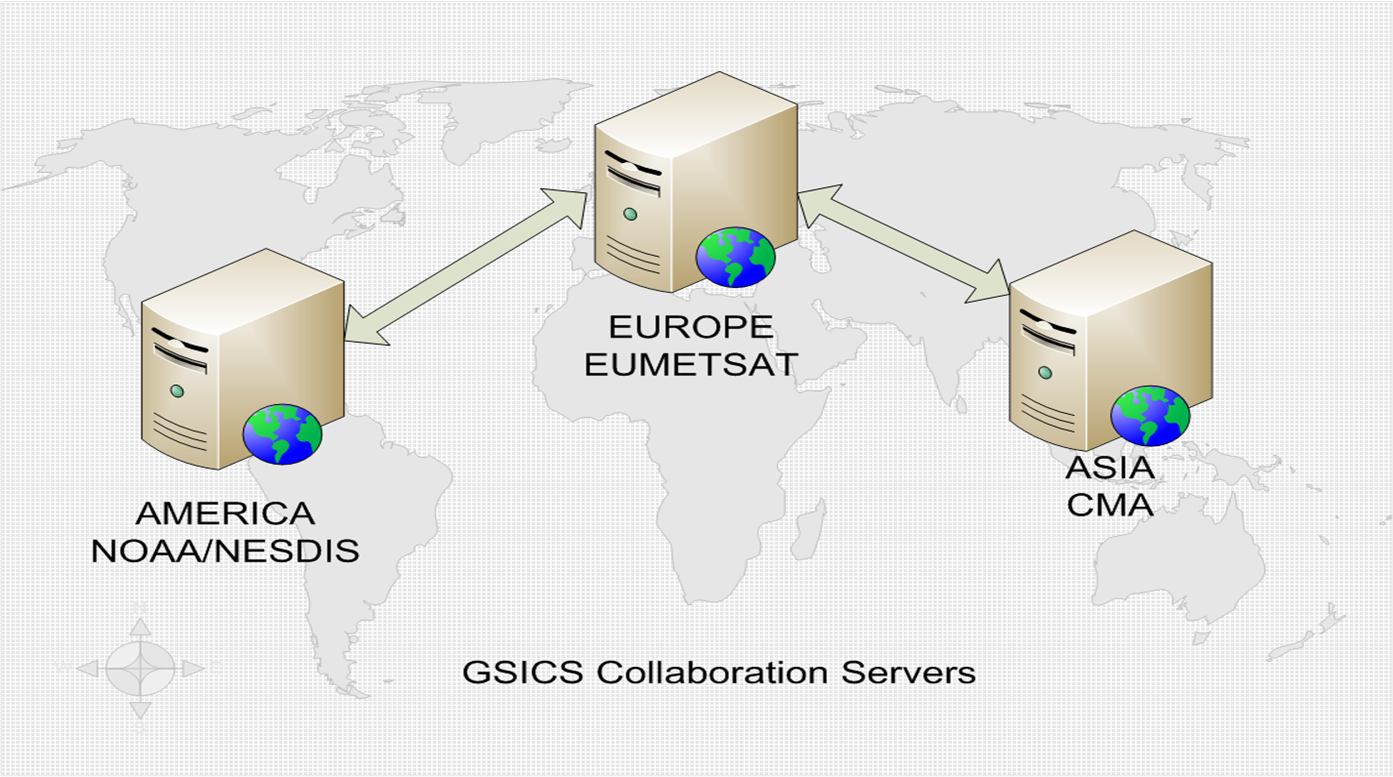 EUROPE
EUMETSAT
ASIA
CMA
AMERICA
NOAA/NESDIS
GSICS Collaboration Servers